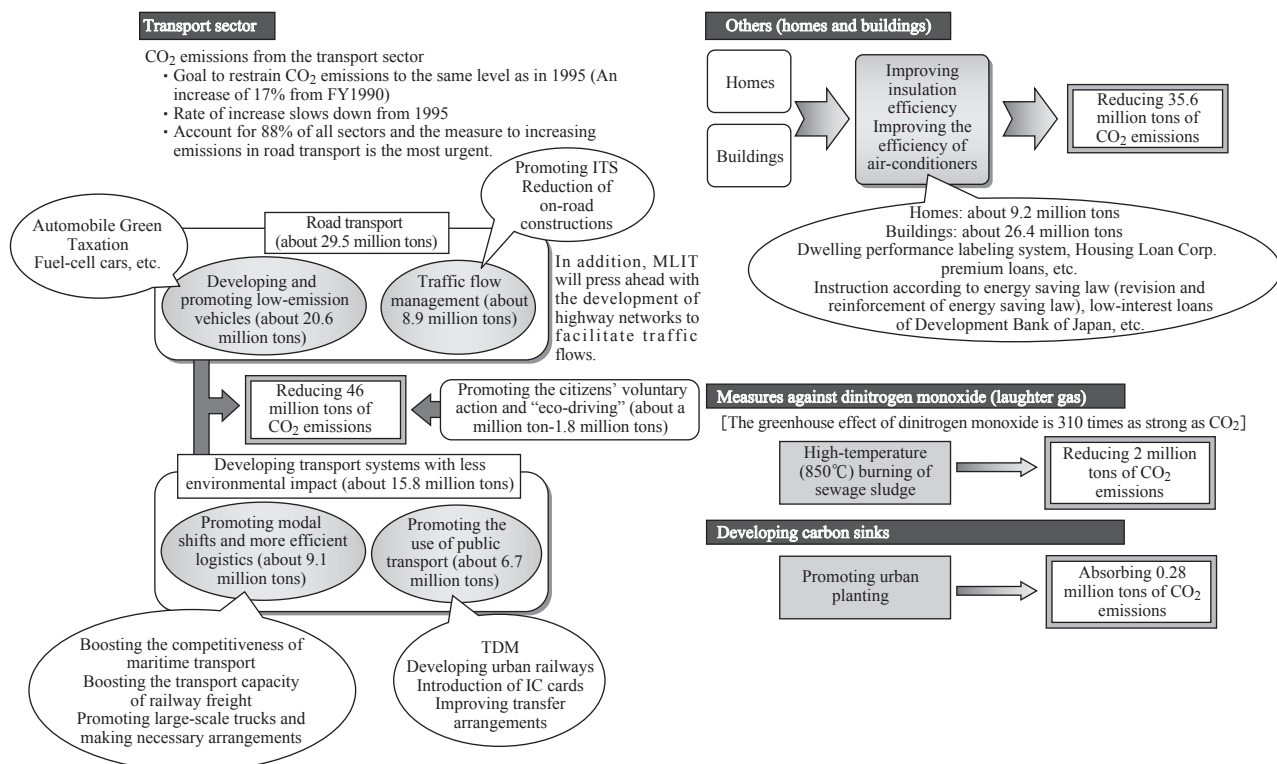 Transport sector
CO2 emissions from the transport sector
・Goal to restrain CO2 emissions to the same level as in 1995 (An
increase of 17% from FY1990)
・Rate of increase slows down from 1995
・Account for 88% of all sectors and the measure to increasing
emissions in road transport is the most urgent.
Promoting ITS
Reduction of
on-road
constructions
Automobile Green
Taxation
Fuel-cell cars, etc.
Road transport
(about 29.5 million tons)
Developing and
promoting low-emission
vehicles (about 20.6
million tons)
Traffic flow
management (about
8.9 million tons)
In addition, MLIT
will press ahead with
the development of
highway networks to
facilitate traffic
flows.
Reducing 46
million tons of
CO2 emissions
Promoting the citizens' voluntary
action and “eco-driving” (about a
million ton-1.8 million tons)
Developing transport systems with less
environmental impact (about 15.8 million tons)
Promoting modal
shifts and more efficient
logistics (about 9.1
million tons)
Promoting the
use of public
transport (about 6.7
million tons)
Boosting the competitiveness of
maritime transport
Boosting the transport capacity
of railway freight
Promoting large-scale trucks and
making necessary arrangements
TDM
Developing urban railways
Introduction of IC cards
Improving transfer
arrangements
Others (homes and buildings)
Homes
Buildings
Improving
insulation
efficiency
Improving the
efficiency of
air-conditioners
Reducing 35.6
million tons of
CO2 emissions
Homes: about 9.2 million tons
Buildings: about 26.4 million tons
Dwelling performance labeling system, Housing Loan Corp.
premium loans, etc.
Instruction according to energy saving law (revision and
reinforcement of energy saving law), low-interest loans
of Development Bank of Japan, etc.
Measures against dinitrogen monoxide (laughter gas)
[The greenhouse effect of dinitrogen monoxide is 310 times as strong as CO2]
High-temperature
(850℃) burning of
sewage sludge
Reducing 2 million
tons of CO2
emissions
Developing carbon sinks
Promoting urban
planting
Absorbing 0.28
million tons of CO2
emissions